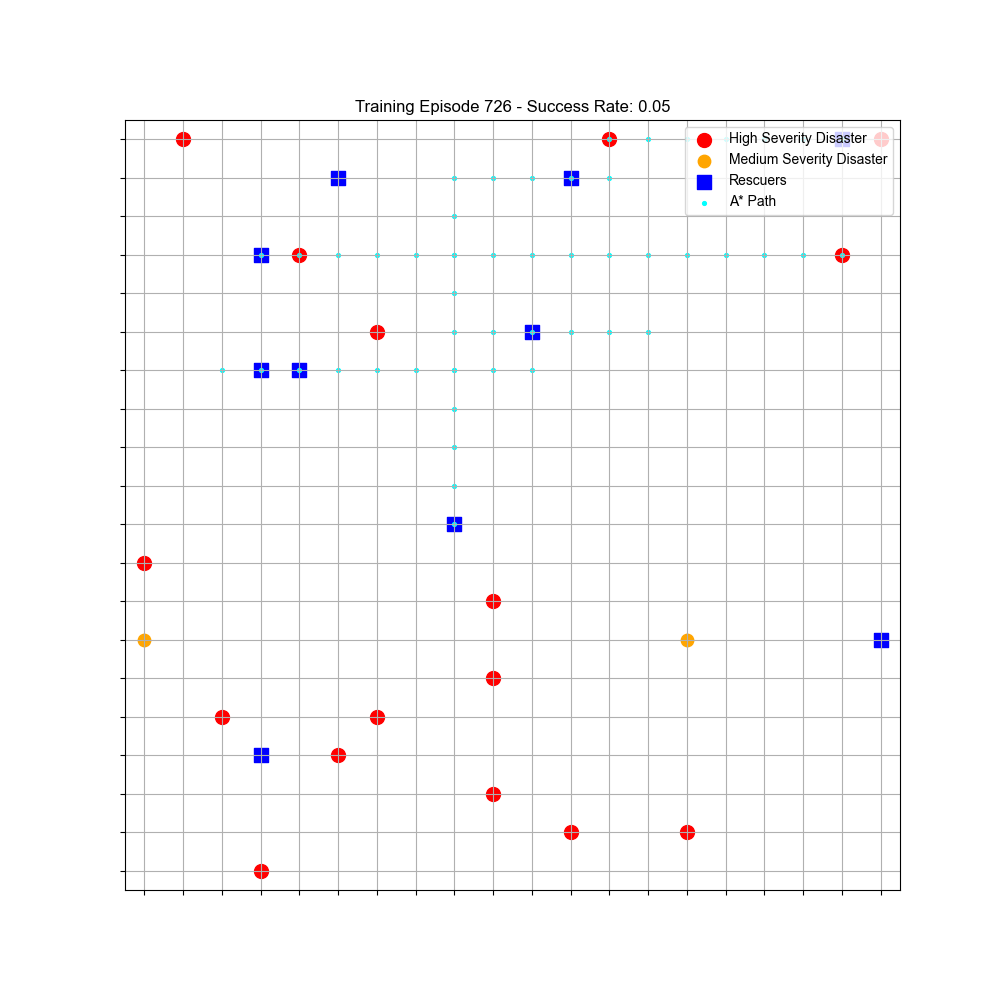 Training Episode 726 - Success Rate: 0.05
High Severity Disaster
Medium Severity Disaster
Rescuers
A* Path